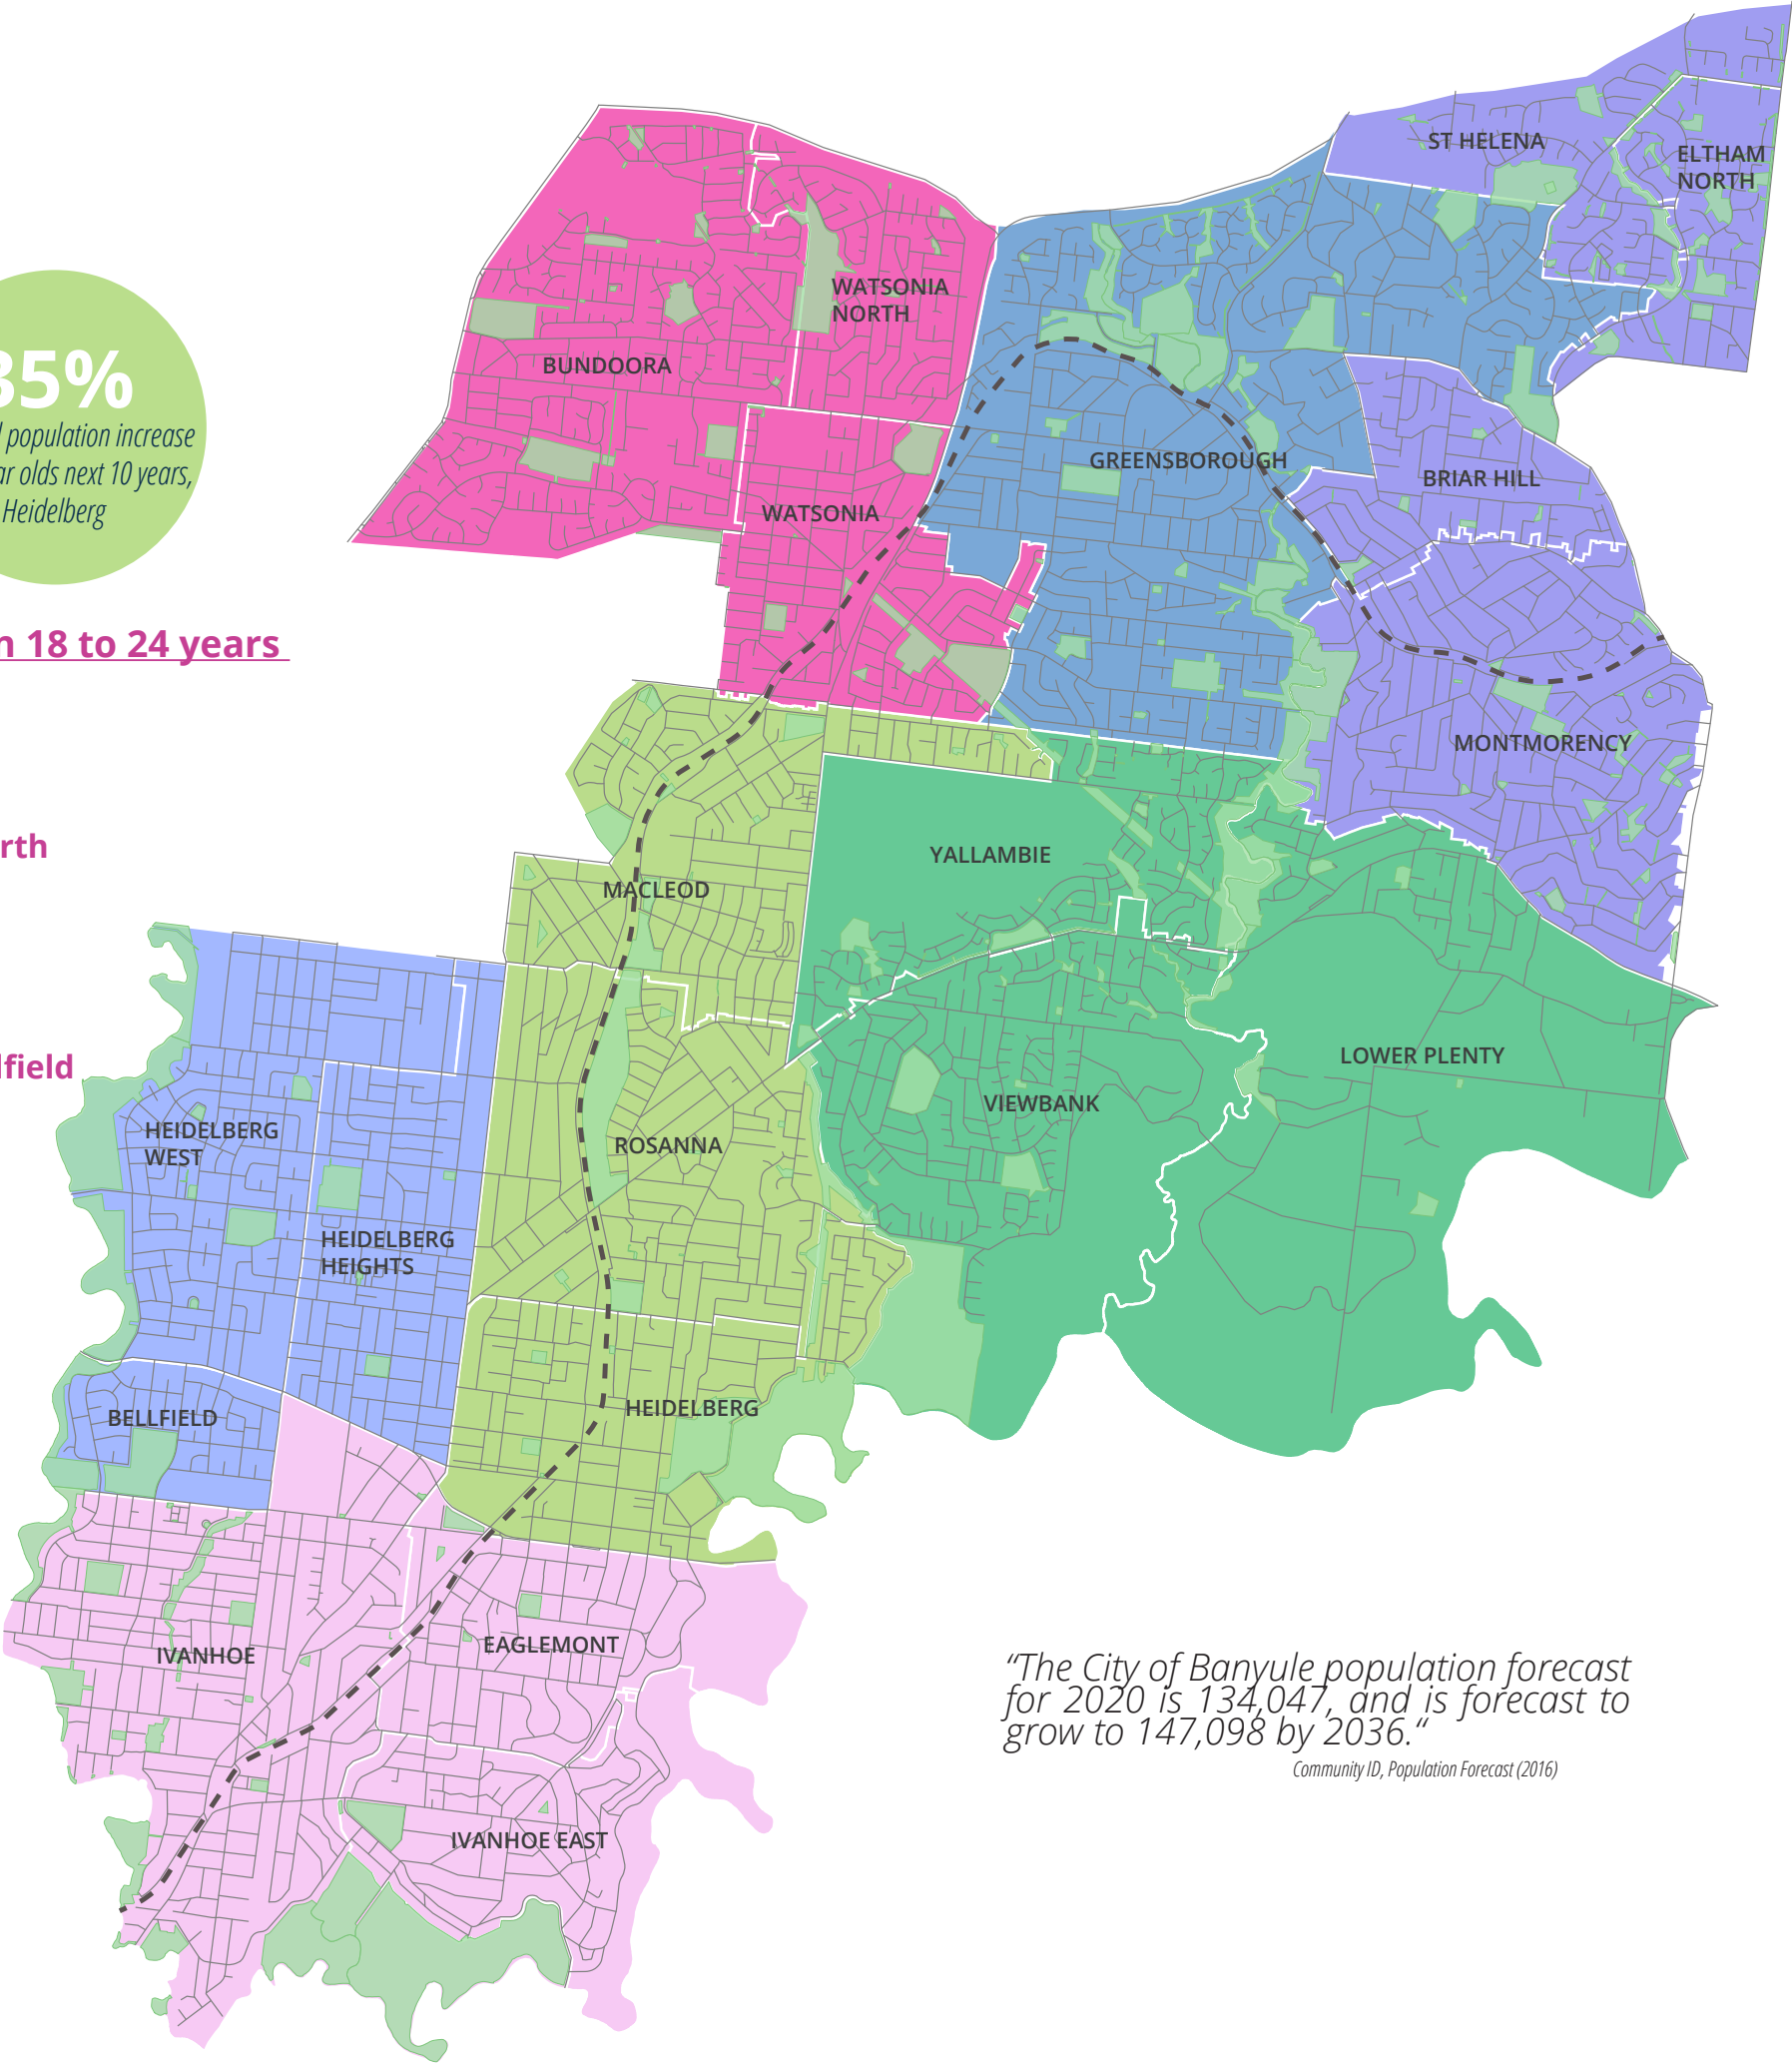 ST HELENA
ELTHAM
NORTH
WATSONIA
NORTH
BUNDOORA
35%
population increase
olds next 10 years,
Heidelberg
GREENSBOROUGH
BRIAR HILL
WATSONIA
18 to 24 years
MONTMORENCY
YALLAMBIE
MACLEOD
LOWER PLENTY
VIEWBANK
HEIDELBERG
WEST
ROSANNA
HEIDELBERG
HEIGHTS
HEIDELBERG
BELLFIELD
EAGLEMONT
IVANHOE
“The City of Banyule population forecast
for 2020 is 134,047, and is forecast to
grow to 147,098 by 2036.“
Community ID, Population Forecast (2016)
IVANHOE EAST